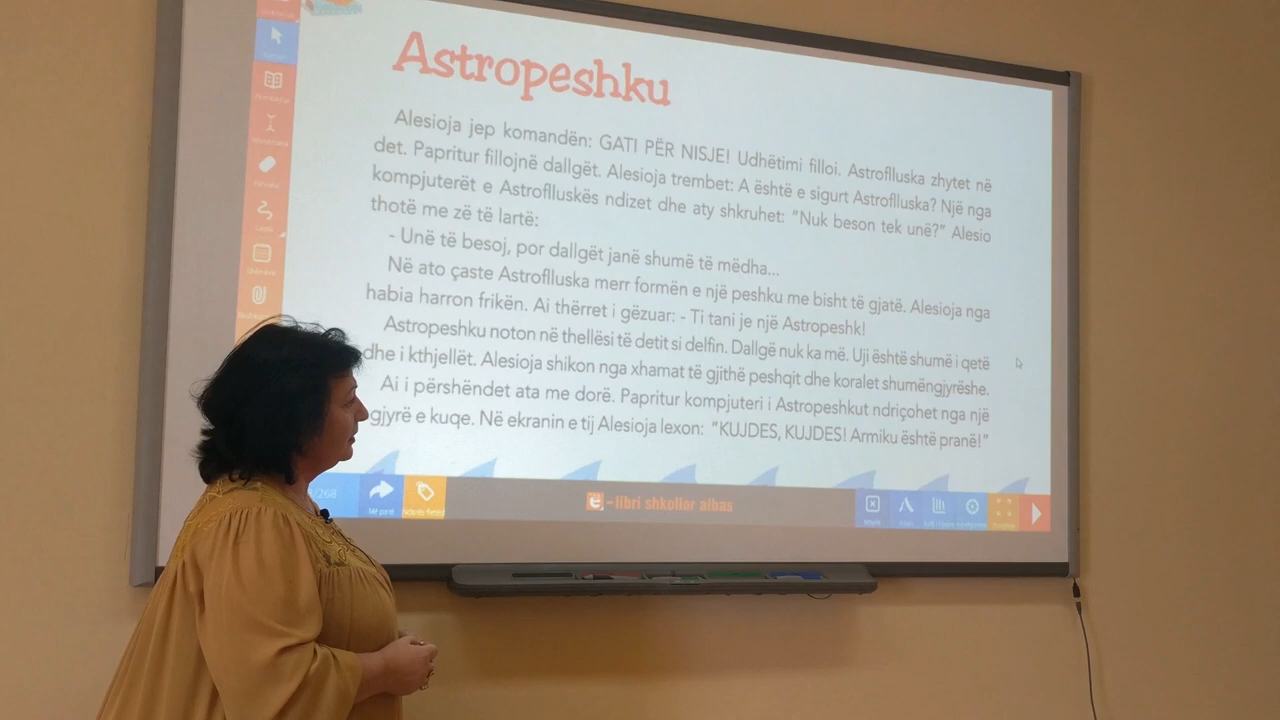 Astropeshku
Alesioja jep komandën: GATI PËR NISJE! Udhëtimi filloi. Astroflluska zhytet në
det. Papritur fillojnë dallgët. Alesioja trembet: A është e sigurt Astroflluska? Një nga
kompjuterët e Astroflluskës ndizet dhe aty shkruhet: "Nuk beson tek unë?" Alesio
thotë me zë të lartë:
- Unë të besoj, por dallgët janë shumë të mëdha...
Në ato çaste Astroflluska merr formën e një peshku me bisht të gjatë. Alesioja nga
habia harron frikën. Ai thërret i gëzuar: - Ti tani je një Astropeshk!
Astropeshku noton në thellësi të detit si delfin. Dallgë nuk ka më. Uji është shumë i qetë
dhe i kthjellët. Alesioja shikon nga xhamat të gjithë peshqit dhe koralet shumëngjyrëshe.
Ai i përshëndet ata me dorë. Papritur kompjuteri i Astropeshkut ndriçohet nga një
gjyrë e kuqe. Në ekranin e tij Alesioja lexon: "KUJDES, KUJDES! Armiku është pranë!"
/268
e-libri shkollor albas